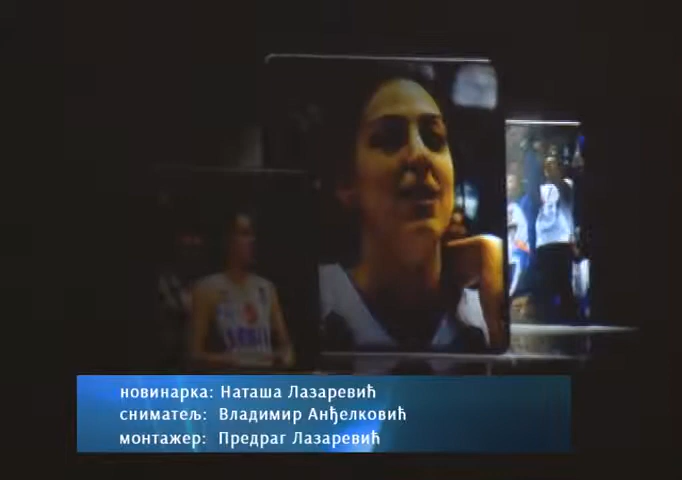 новинарка: Наташа Лазаревић
сниматељ: Владимир Анђелковић
монтажер: Предраг Лазаревић